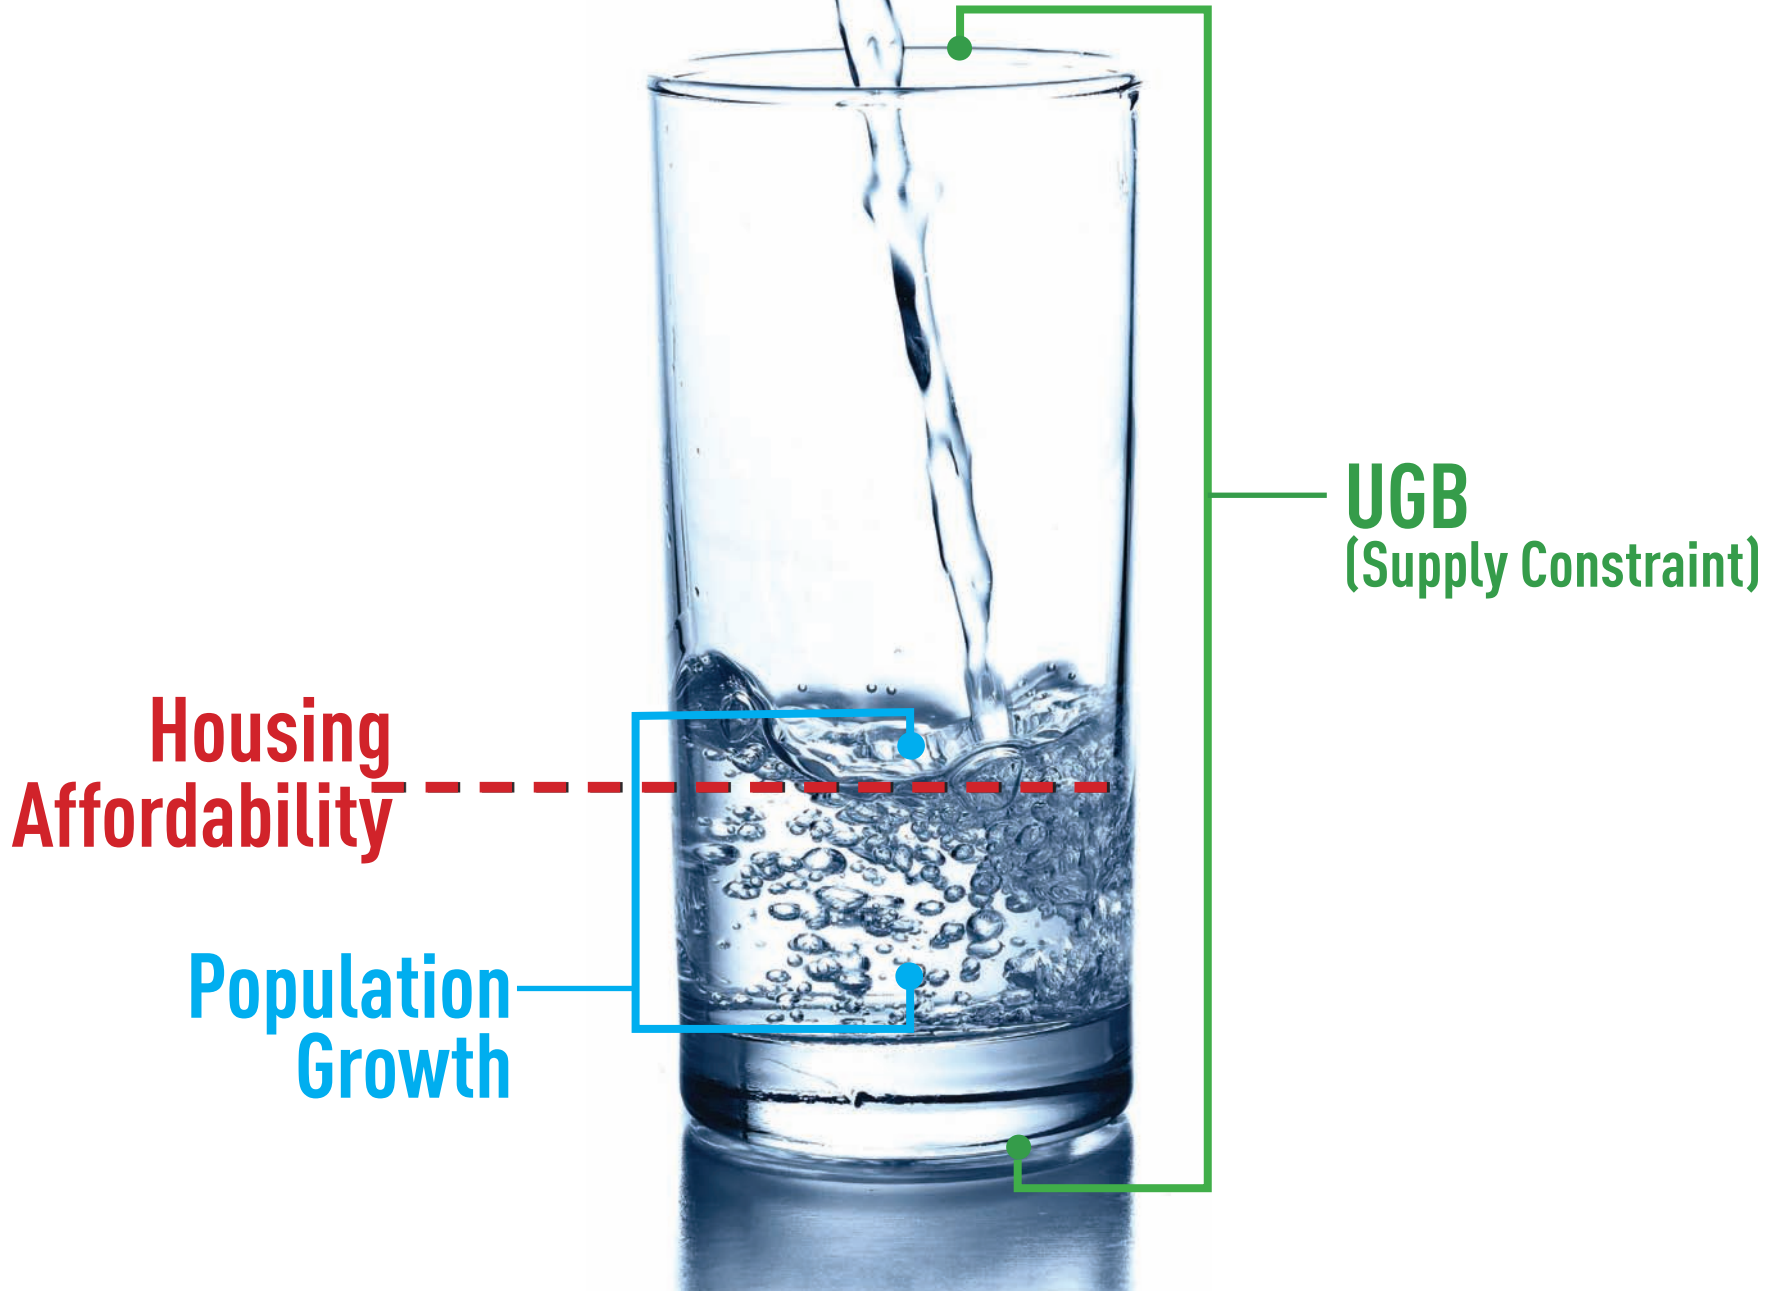 UGB
(Supply Constraint)
Housing
Affordability
Population
Growth